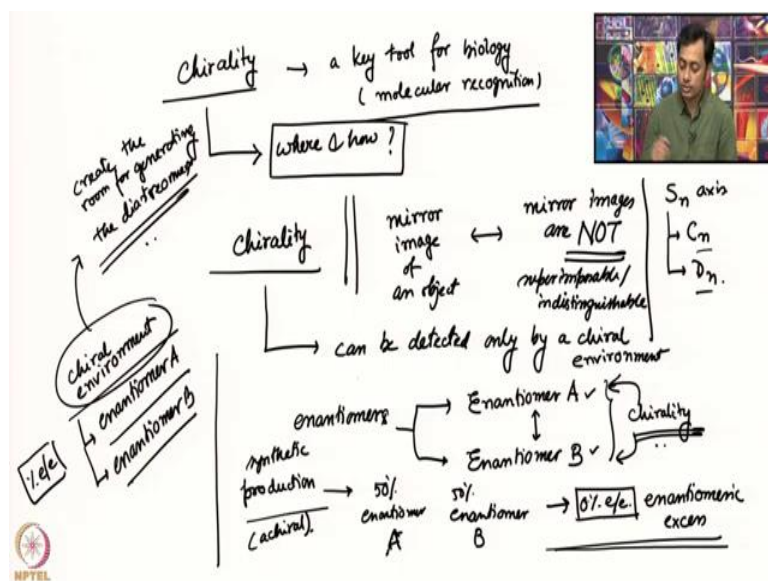 Chirality → a key tool for biology
(molecular recognition)
where & how?
create the
room for generating
the diastereomer
Chirality
mirror
image
of
an object
↔
mirror images
are NOT
superimposable/
indistinguishable
Sn axis
→ Cn
→ Dn.
→ can be detected only by a chiral
environment
chiral
environment
→ enantiomer A
→ enantiomer B
% e/e
enantiomers
Enantiomer A ✓
Enantiomer B ✓
Chirality
synthetic
production
(achiral).
→ 50%
enantiomer
A
50%
enantiomer
B
→ 0% e/e. enantiomeric
excess
NPTEL